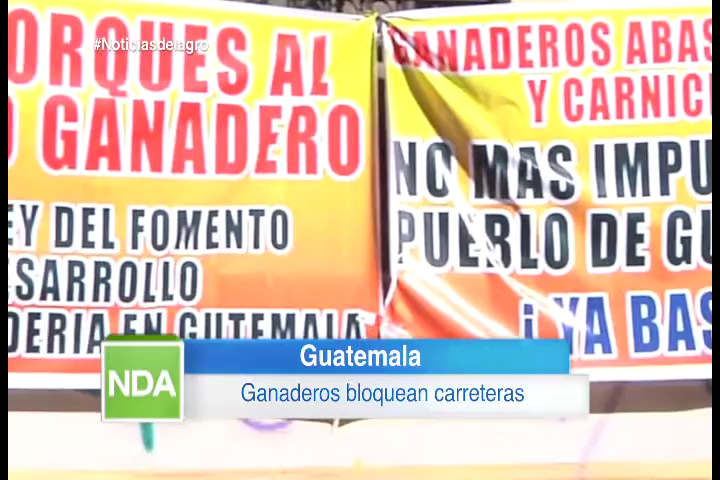 #Noticiasdelagro
ORQUES AL
GANADERO
EY DEL FOMENTO
ESARROLLO
DERIA EN GUTEMALA
GANADEROS ABAS
Y CARNIC
NO MAS IMPU
PUEBLO DE GU
¡YA BAS
Guatemala
NDA
Ganaderos bloquean carreteras